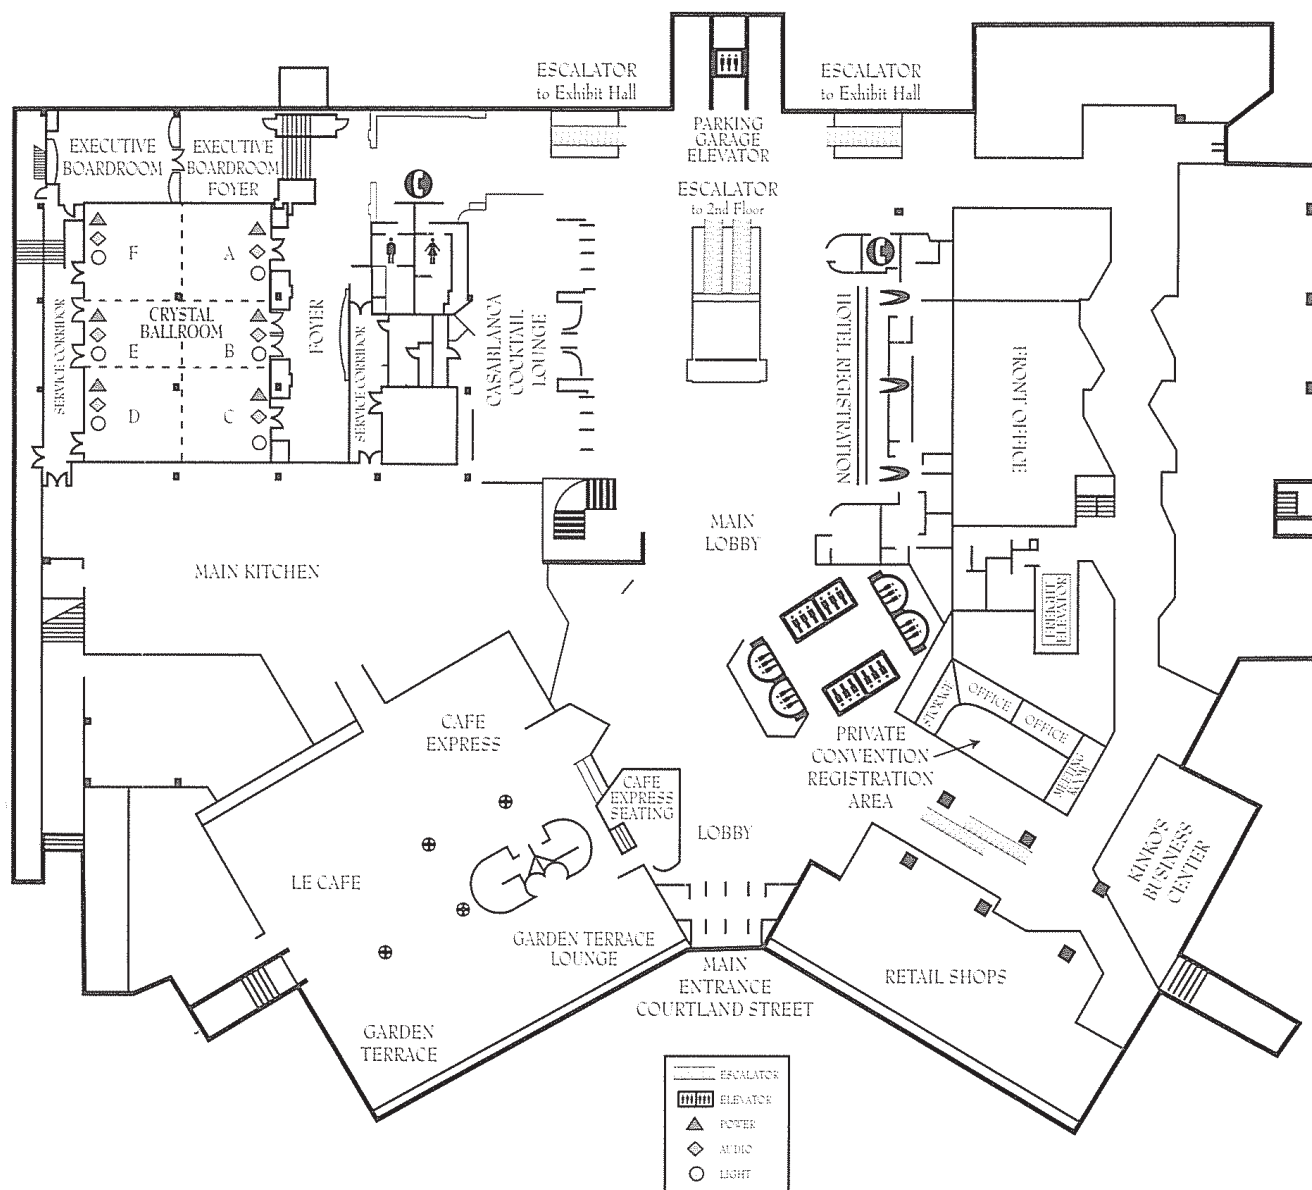 ESCALATOR
to Exhibit Hall
ESCALATOR
to Exhibit Hall
PARKING
GARAGE
ELEVATOR
EXECUTIVE
BOARDROOM
EXECUTIVE
BOARDROOM
FOYER
ESCALATOR
to 2nd Floor
F
A
CRYSTAL
BALLROOM
E
B
D
C
SERVICE CORRIDOR
FOYER
SERVICE CORRIDOR
CASABLANCA
COCKTAIL
LOUNGE
HOTEL REGISTRATION
FRONT OFFICE
MAIN
LOBBY
MAIN KITCHEN
FREIGHT
ELEVATOR
STORAGE
OFFICE
OFFICE
MEETING
ROOM
CAFE
EXPRESS
PRIVATE
CONVENTION
REGISTRATION
AREA
CAFE
EXPRESS
SEATING
LOBBY
KINKO'S
BUSINESS
CENTER
LE CAFE
GARDEN TERRACE
LOUNGE
MAIN
ENTRANCE
COURTLAND STREET
RETAIL SHOPS
GARDEN
TERRACE
ESCALATOR
ELEVATOR
POWER
AUDIO
LIGHT